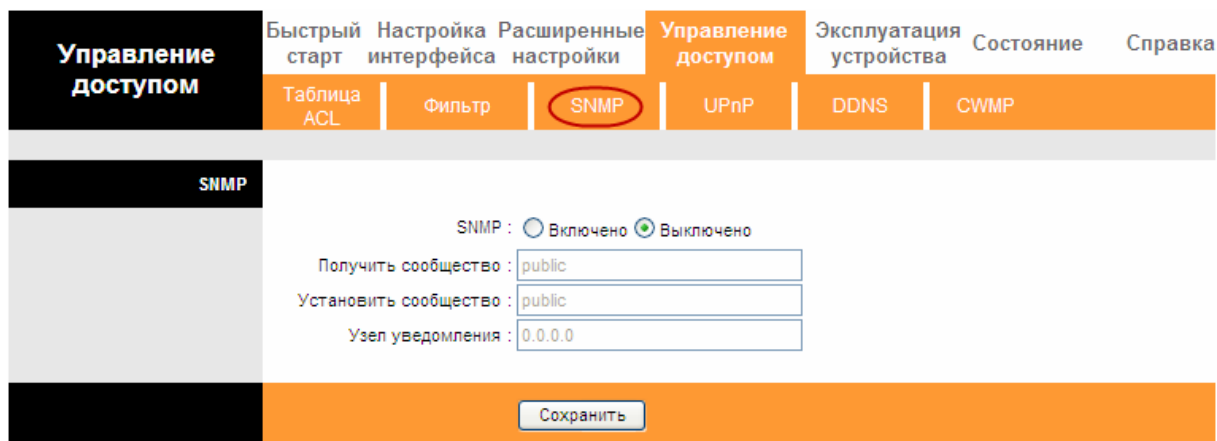 Управление
доступом
Быстрый
старт
Настройка
интерфейса
Расширенные
настройки
Управление
доступом
Эксплуатация
устройства
Состояние
Справка
Таблица
ACL
Фильтр
SNMP
UPnP
DDNS
CWMP
SNMP
SNMP : Включено Выключено
Получить сообщество : public
Установить сообщество : public
Узел уведомления : 0.0.0.0
Сохранить